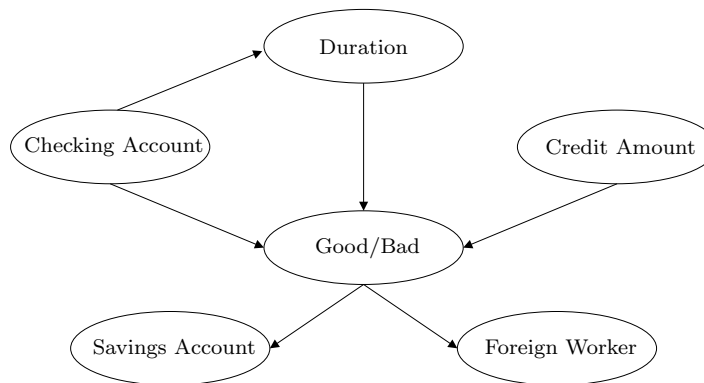 Duration
Checking Account
Credit Amount
Good/Bad
Savings Account
Foreign Worker